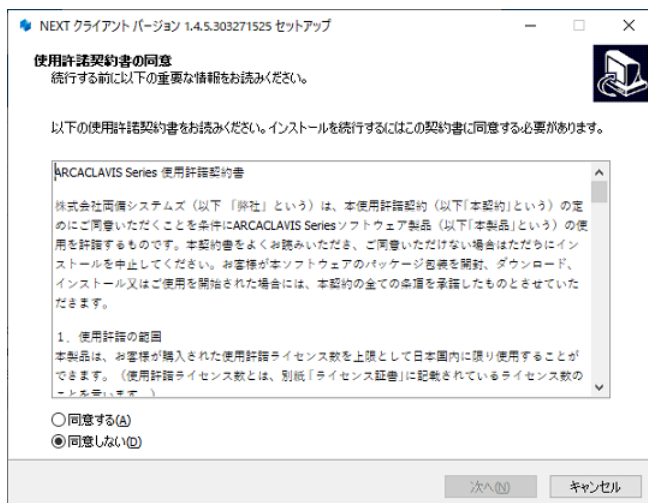 NEXT クライアント バージョン 1.4.5.303271525 セットアップ
使用許諾契約書の同意
続行する前に以下の重要な情報をお読みください。
以下の使用許諾契約書をお読みください。インストールを続行するにはこの契約書に同意する必要があります。
ARCACLAVIS Series 使用許諾契約書
株式会社両備システムズ（以下 「弊社」 という）は、本使用許諾契約（以下「本契約」という）の定
めにご同意いただくことを条件にARCACLAVIS Seriesソフトウェア製品（以下「本製品」という）の使
用を許諾するものです。本契約書をよくお読みいただき、ご同意いただけない場合はただちにイン
ストールを中止してください。お客様が本ソフトウェアのパッケージ包装を開封、ダウンロード、
インストール又はご使用を開始された場合には、本契約の全ての条項を承諾したものとさせていた
だきます。
１．使用許諾の範囲
本製品は、お客様が購入された使用許諾ライセンス数を上限として日本国内に限り使用することが
できます。（使用許諾ライセンス数とは、別紙「ライセンス証書」に記載されているライセンス数の
ことを言います。）
同意する(A)
同意しない(D)
次へ(N)
キャンセル